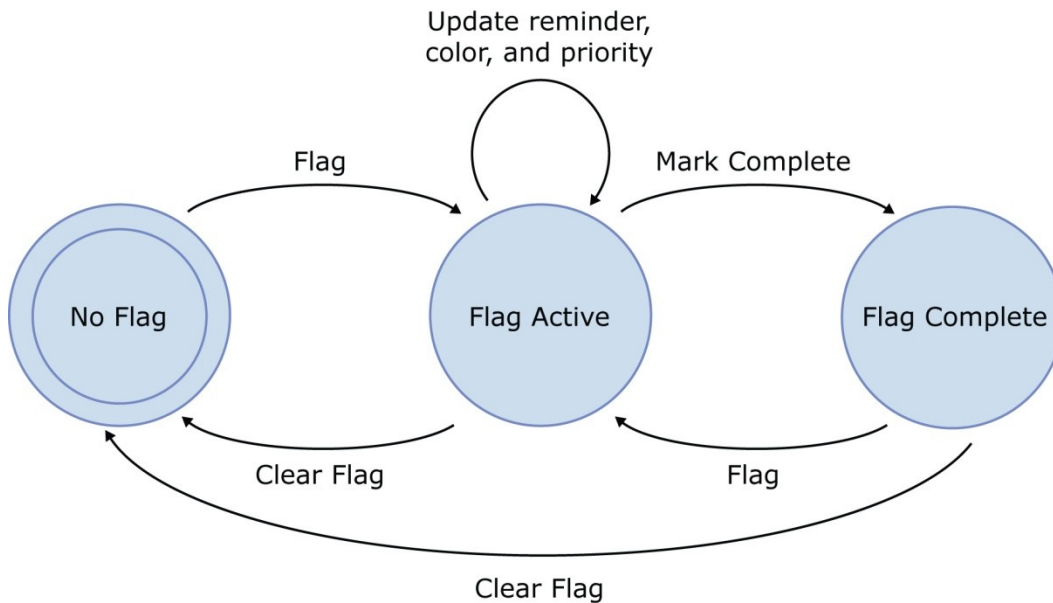 Update reminder,
color, and priority
Flag
Mark Complete
No Flag
Flag Active
Flag Complete
Clear Flag
Flag
Clear Flag